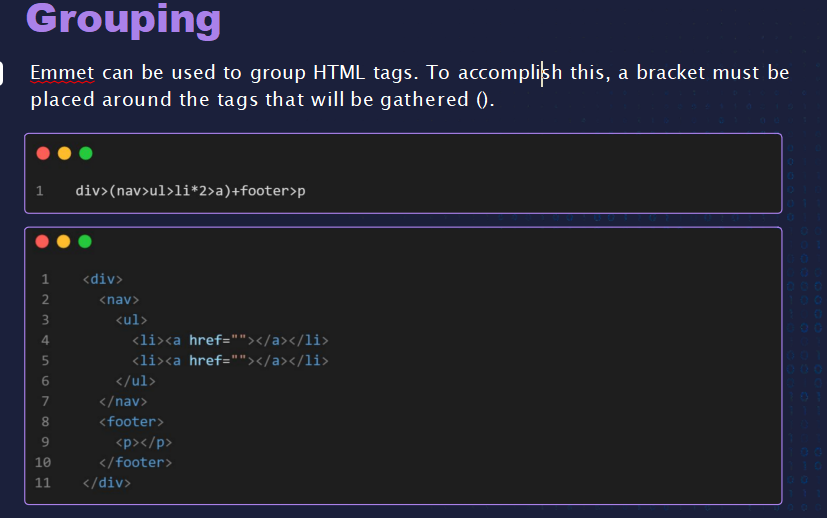 Grouping
Emmet can be used to group HTML tags. To accomplish this, a bracket must be
placed around the tags that will be gathered ().
1 div>(nav>ul>li*2>a)+footer>p
1 <div>
2 <nav>
3 <ul>
4 <li><a href=""></a></li>
5 <li><a href=""></a></li>
6 </ul>
7 </nav>
8 <footer>
9 <p></p>
10 </footer>
11 </div>